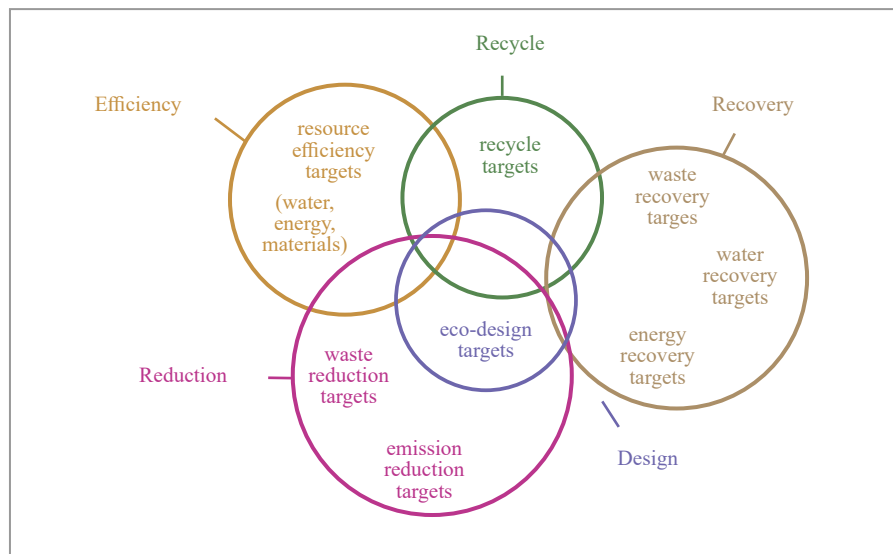 Recycle
Efficiency
Recovery
resource
efficiency
targets
(water,
energy,
materials)
recycle
targets
waste
recovery
targes
water
recovery
targets
energy
recovery
targets
eco-design
targets
Reduction
waste
reduction
targets
emission
reduction
targets
Design